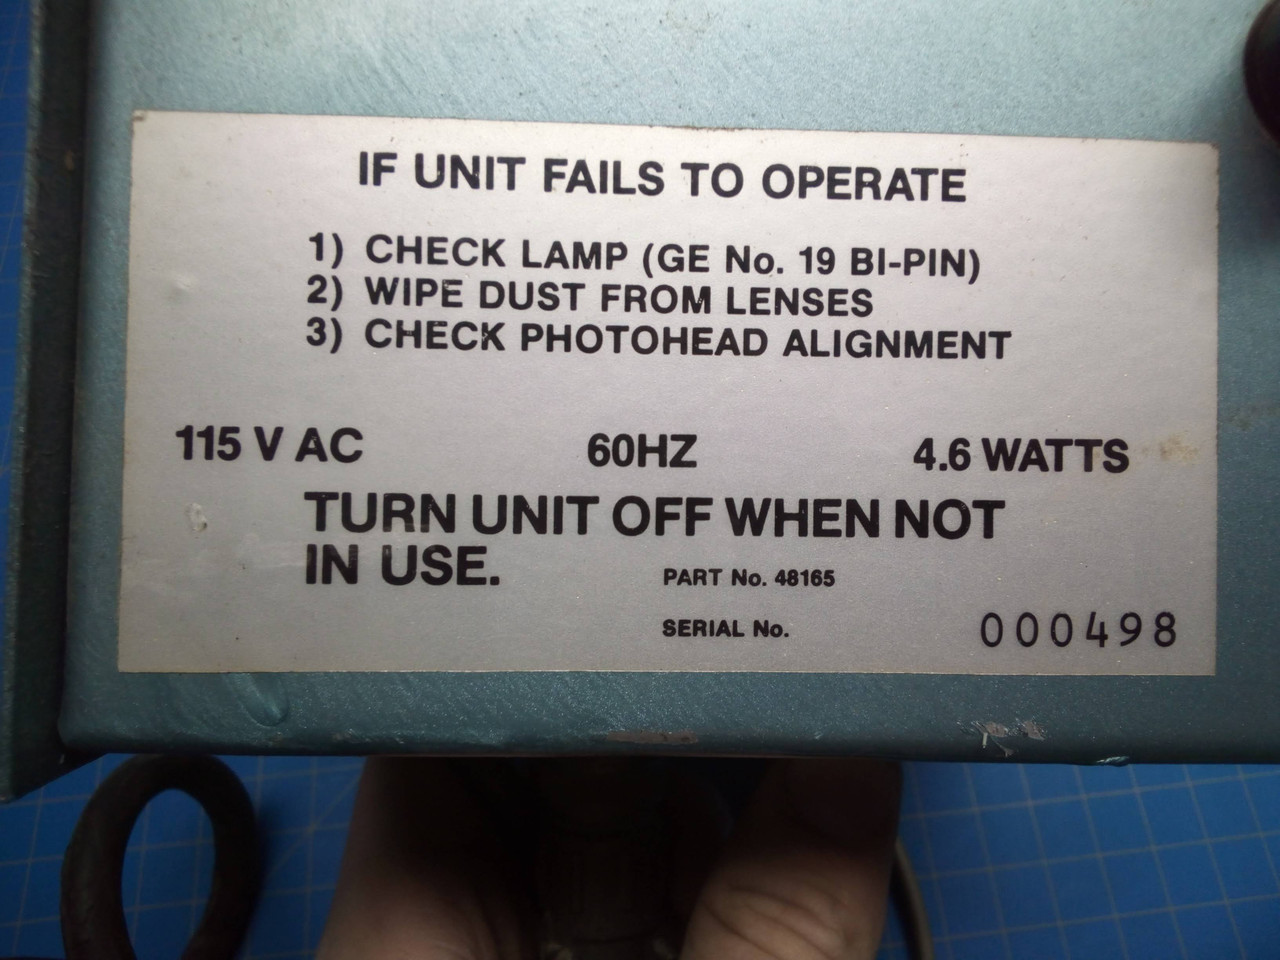 IF UNIT FAILS TO OPERATE
1) CHECK LAMP (GE No. 19 BI-PIN)
2) WIPE DUST FROM LENSES
3) CHECK PHOTOHEAD ALIGNMENT
115 V AC 60HZ 4.6 WATTS
TURN UNIT OFF WHEN NOT
IN USE.
PART No. 48165
SERIAL No. 000498